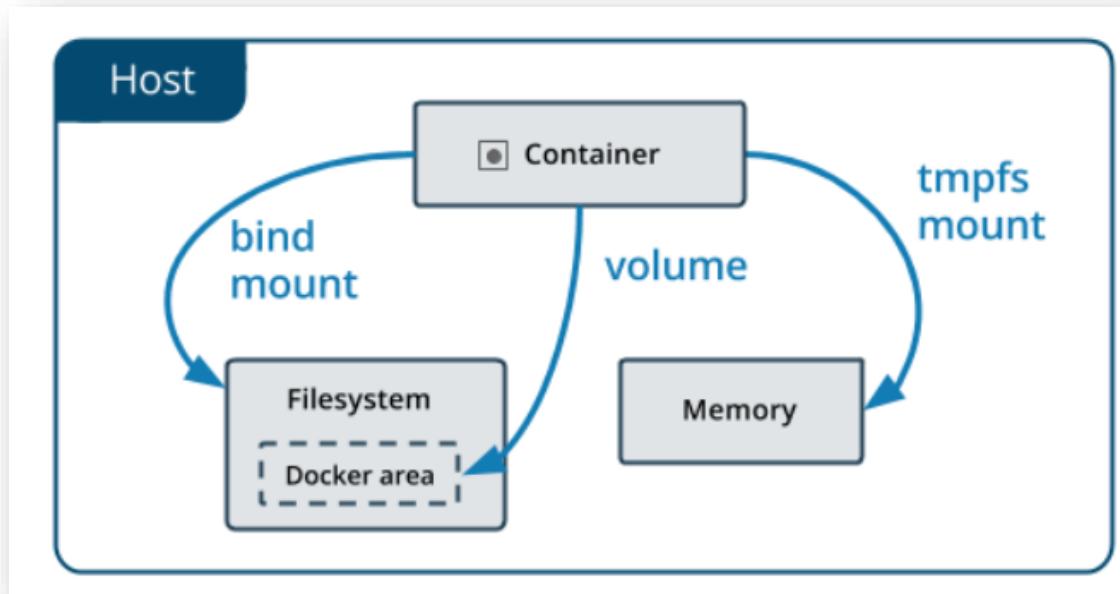 Host
Container
tmpfs
mount
bind
mount
volume
Filesystem
Memory
Docker area